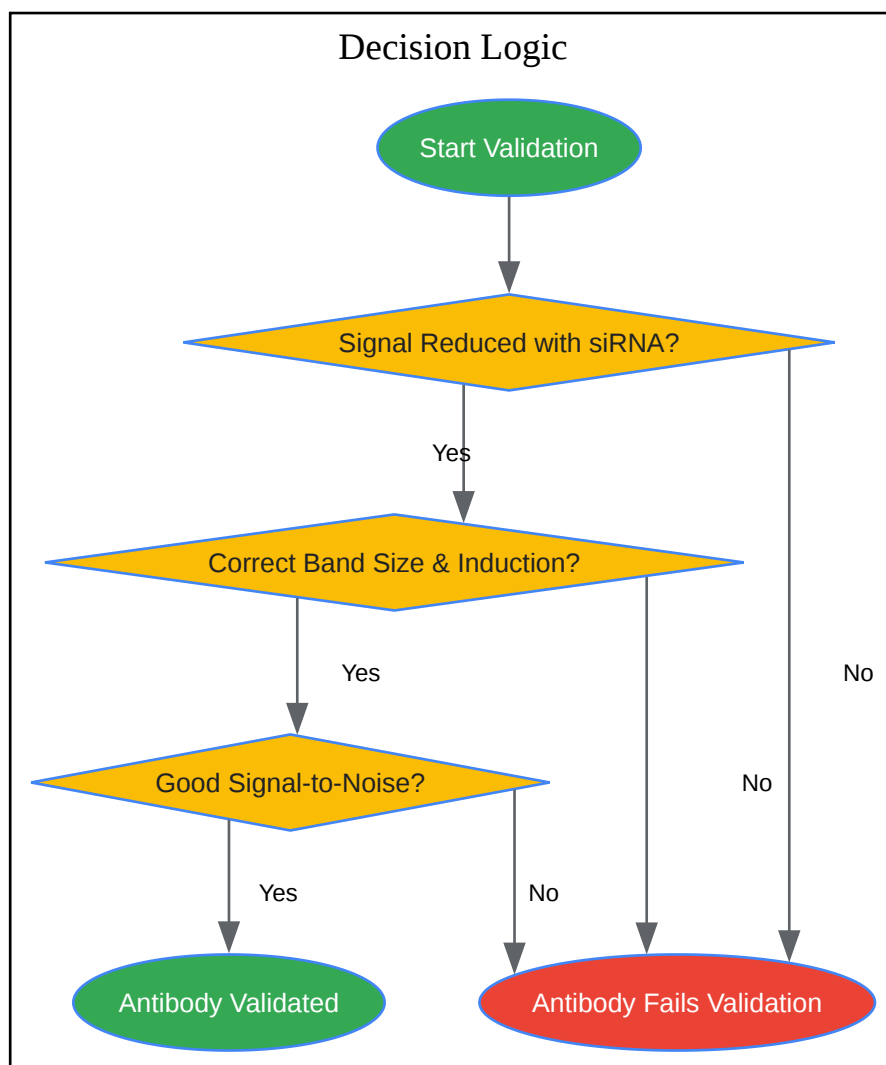 Decision Logic
Start Validation
Signal Reduced with siRNA?
Yes
Correct Band Size & Induction?
Yes
No
Good Signal-to-Noise?
No
Yes
No
Antibody Validated
Antibody Fails Validation